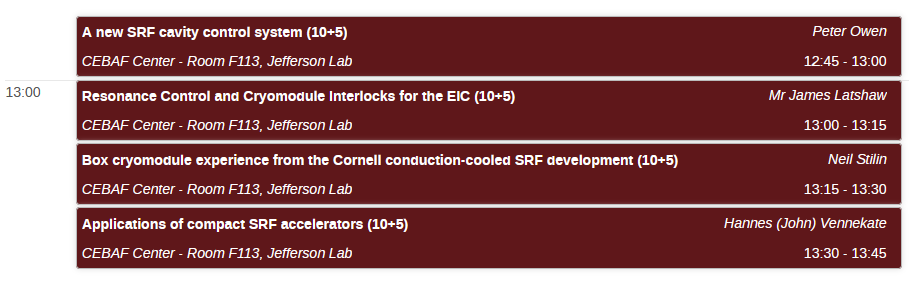 A new SRF cavity control system (10+5) Peter Owen
CEBAF Center - Room F113, Jefferson Lab 12:45 - 13:00
13:00
Resonance Control and Cryomodule Interlocks for the EIC (10+5) Mr James Latshaw
CEBAF Center - Room F113, Jefferson Lab 13:00 - 13:15
Box cryomodule experience from the Cornell conduction-cooled SRF development (10+5) Neil Stilin
CEBAF Center - Room F113, Jefferson Lab 13:15 - 13:30
Applications of compact SRF accelerators (10+5) Hannes (John) Vennekate
CEBAF Center - Room F113, Jefferson Lab 13:30 - 13:45